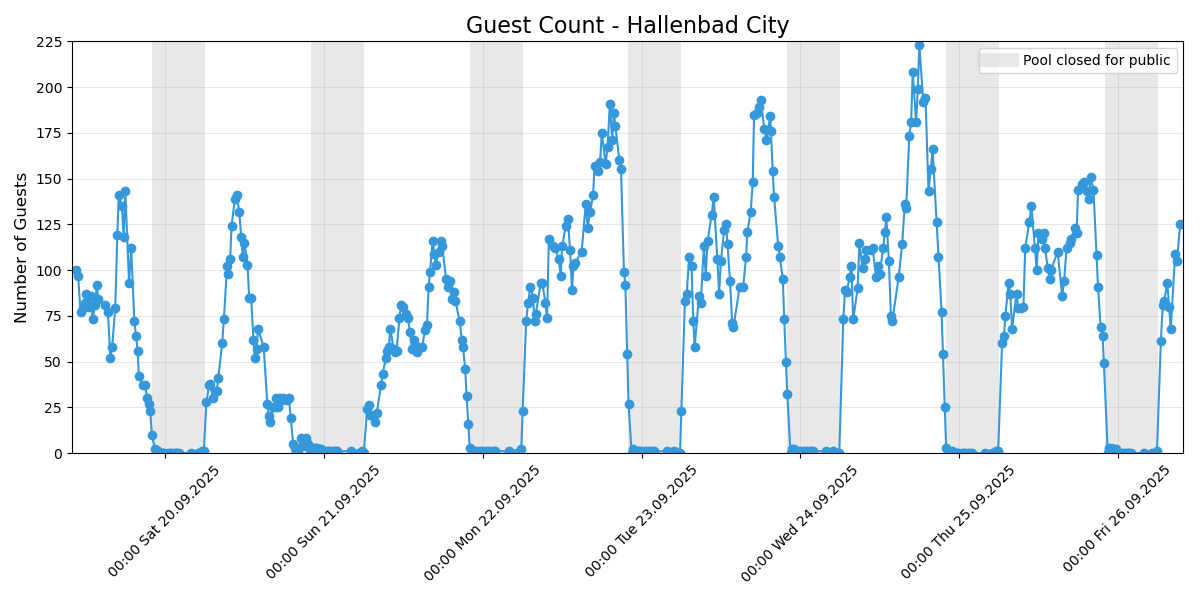 Guest Count - Hallenbad City
Pool closed for public
Number of Guests
225
200
175
150
125
100
75
50
25
0
00:00 Sat 20.09.2025
00:00 Sun 21.09.2025
00:00 Mon 22.09.2025
00:00 Tue 23.09.2025
00:00 Wed 24.09.2025
00:00 Thu 25.09.2025
00:00 Fri 26.09.2025